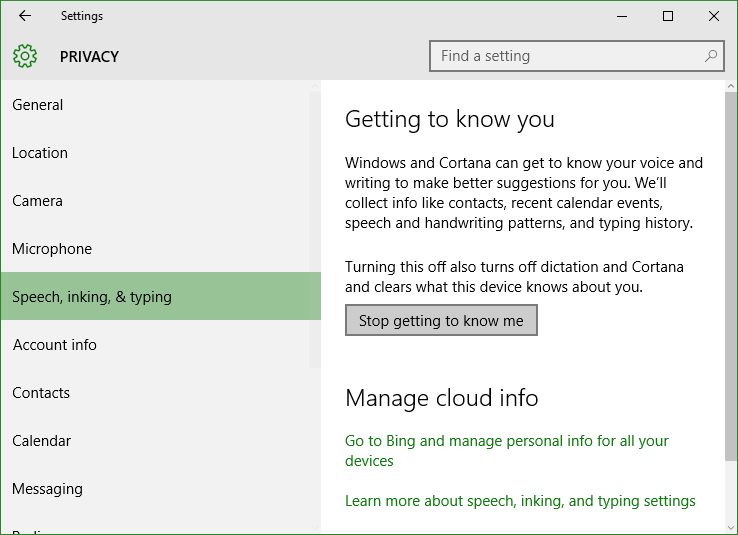 Settings
PRIVACY
Find a setting
General
Location
Camera
Microphone
Speech, inking, & typing
Account info
Contacts
Calendar
Messaging
Getting to know you
Windows and Cortana can get to know your voice and
writing to make better suggestions for you. We'll
collect info like contacts, recent calendar events,
speech and handwriting patterns, and typing history.
Turning this off also turns off dictation and Cortana
and clears what this device knows about you.
Stop getting to know me
Manage cloud info
Go to Bing and manage personal info for all your
devices
Learn more about speech, inking, and typing settings